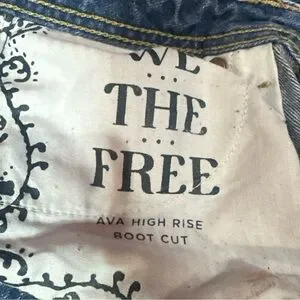 WE
THE
FREE
AVA HIGH RISE
BOOT CUT